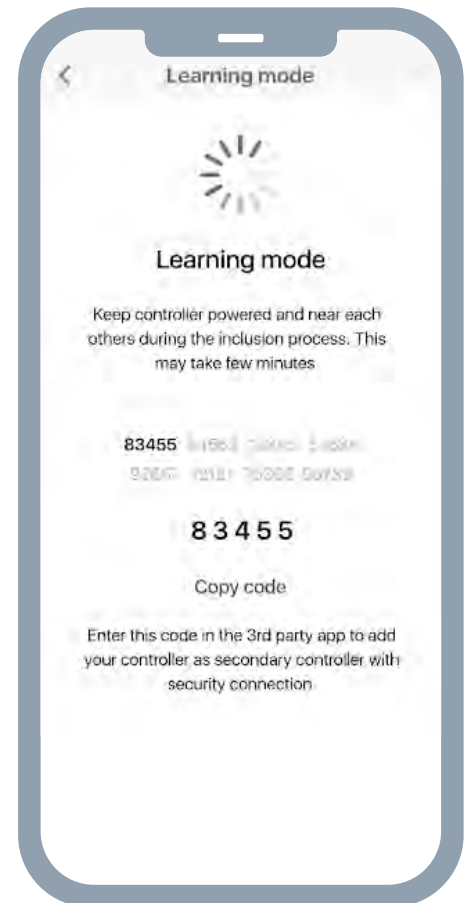 Learning mode
Learning mode
Keep controller powered and near each
others during the inclusion process. This
may take few minutes
83455
83455
Copy code
Enter this code in the 3rd party app to add
your controller as secondary controller with
security connection